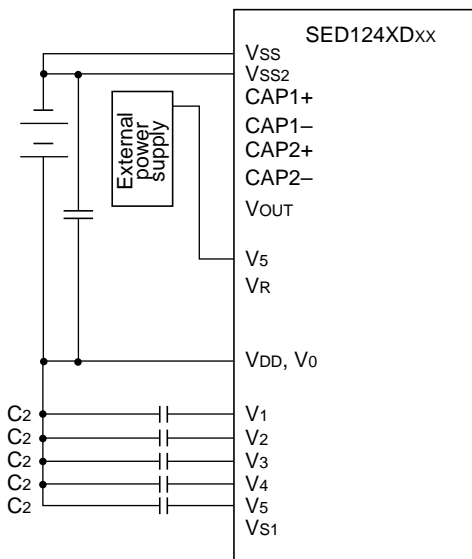 SED124XDXX
VSS
VSS2
CAP1+
CAP1–
CAP2+
CAP2–
VOUT
External
power
supply
V5
VR
VDD, V0
C2 V1
C2 V2
C2 V3
C2 V4
C2 V5
VS1